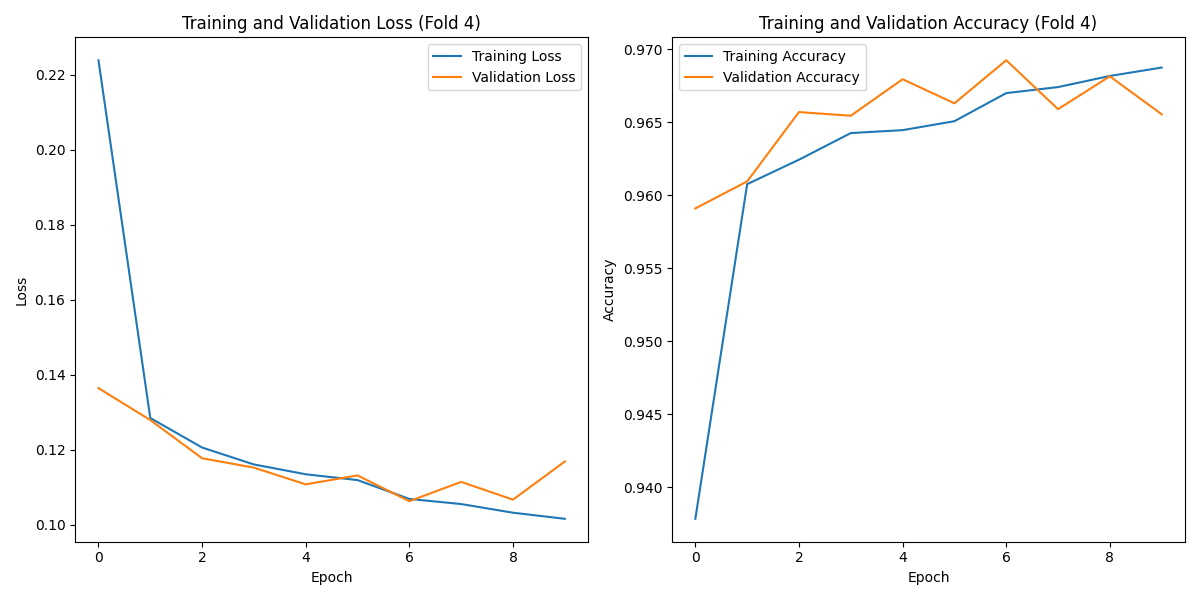 Training and Validation Loss (Fold 4)
Training Loss
Validation Loss
0.22
0.20
0.18
0.16
0.14
0.12
0.10
Loss
0 2 4 6 8
Epoch
Training and Validation Accuracy (Fold 4)
Training Accuracy
Validation Accuracy
0.970
0.965
0.960
0.955
0.950
0.945
0.940
Accuracy
0 2 4 6 8
Epoch